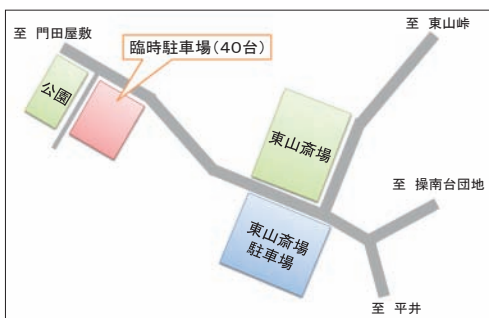 至 東山峠
至 門田屋敷
臨時駐車場(40台)
公園
東山斎場
至 操南台団地
東山斎場
駐車場
至 平井